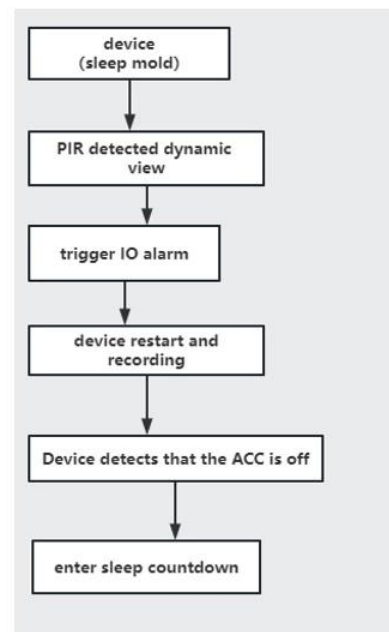 device
(sleep mold)
PIR detected dynamic
view
trigger IO alarm
device restart and
recording
Device detects that the ACC is off
enter sleep countdown